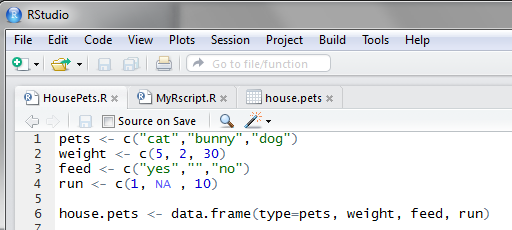 RStudio
File Edit Code View Plots Session Project Build Tools Help
Go to file/function
HousePets.R MyRscript.R house.pets
Source on Save
1 pets <- c("cat","bunny","dog")
2 weight <- c(5, 2, 30)
3 feed <- c("yes","","no")
4 run <- c(1, NA , 10)
5
6 house.pets <- data.frame(type=pets, weight, feed, run)
7